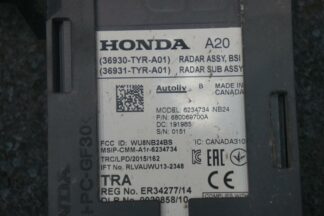 HONDA A20
(36930-TYR-A01) RADAR ASSY, BSI
(36931-TYR-A01) RADAR SUB ASSY
Autoliv
MADE IN
CANADA
MODEL: 6234734 NB24
P/N: 680069700A
DC: 191985
S/N: 0151
FCC ID: WU8NB24BS
IC: CANADA310
MSIP-CMM-A1r-6234734
TRC/LPD/2015/162
IFT No. RLVAUWU13-2348
TRA
REG No. ER34277/14
>PC-GF30